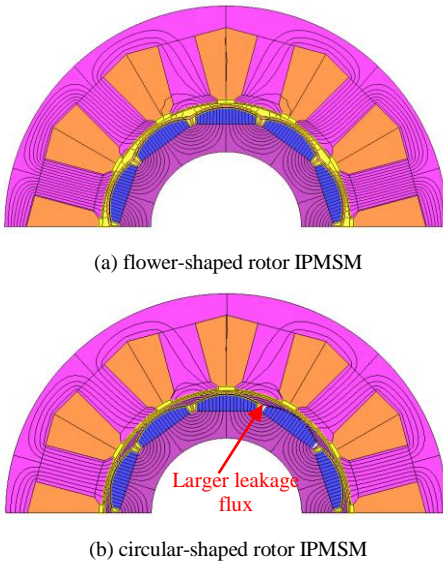 (a) flower-shaped rotor IPMSM
Larger leakage
flux
(b) circular-shaped rotor IPMSM